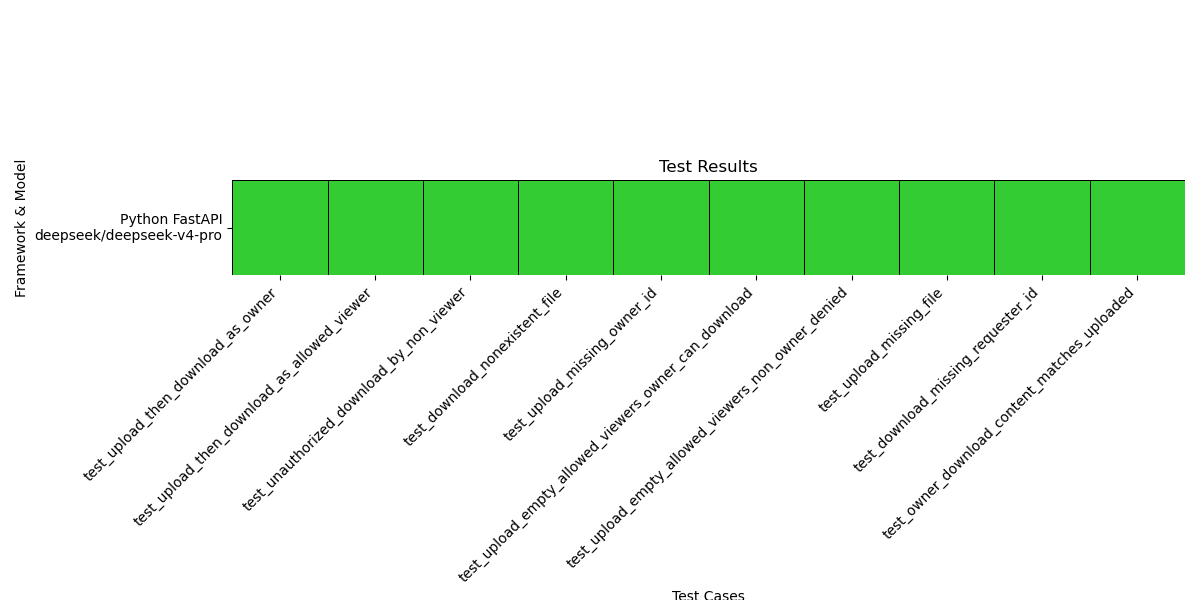 Test Results
Framework & Model
Python FastAPI
deepseek/deepseek-v4-pro
test_upload_then_download_as_owner
test_upload_then_download_as_allowed_viewer
test_unauthorized_download_by_non_viewer
test_download_nonexistent_file
test_upload_missing_owner_id
test_upload_empty_allowed_viewers_owner_can_download
test_upload_empty_allowed_viewers_non_owner_denied
test_upload_missing_file
test_download_missing_requester_id
test_owner_download_content_matches_uploaded
Test Cases